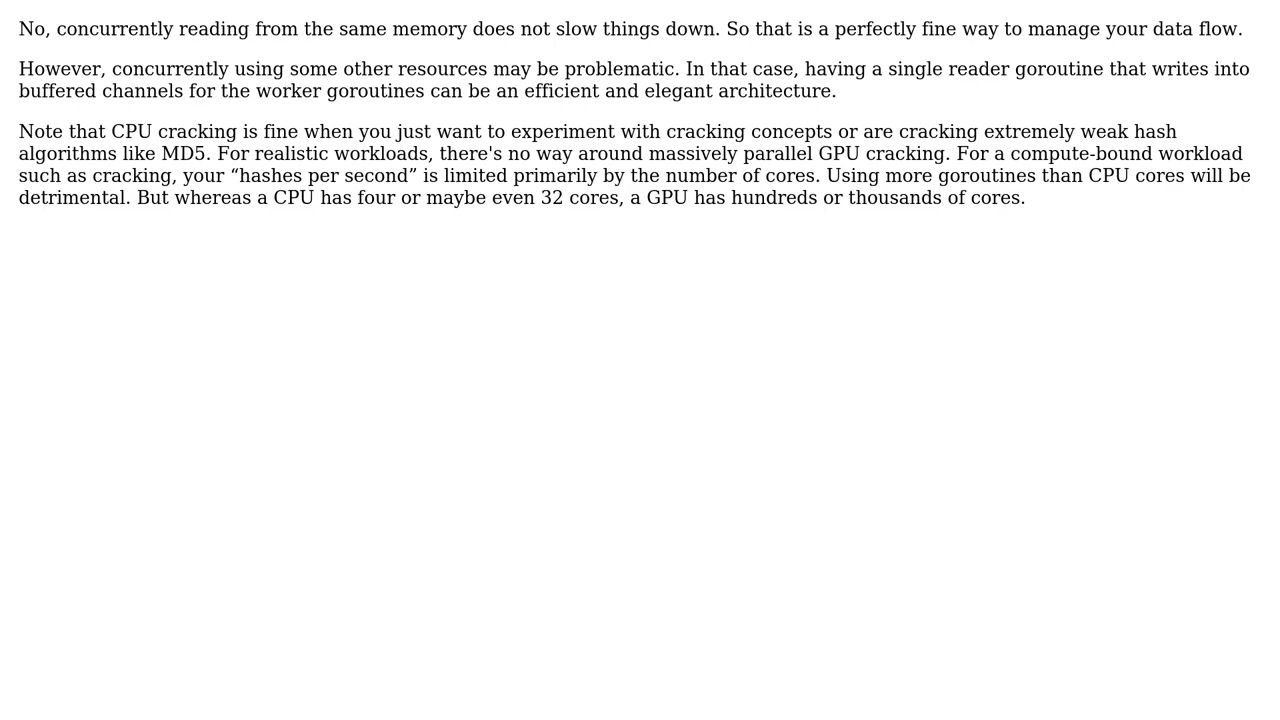 No, concurrently reading from the same memory does not slow things down. So that is a perfectly fine way to manage your data flow.
However, concurrently using some other resources may be problematic. In that case, having a single reader goroutine that writes into
buffered channels for the worker goroutines can be an efficient and elegant architecture.
Note that CPU cracking is fine when you just want to experiment with cracking concepts or are cracking extremely weak hash
algorithms like MD5. For realistic workloads, there's no way around massively parallel GPU cracking. For a compute-bound workload
such as cracking, your “hashes per second” is limited primarily by the number of cores. Using more goroutines than CPU cores will be
detrimental. But whereas a CPU has four or maybe even 32 cores, a GPU has hundreds or thousands of cores.